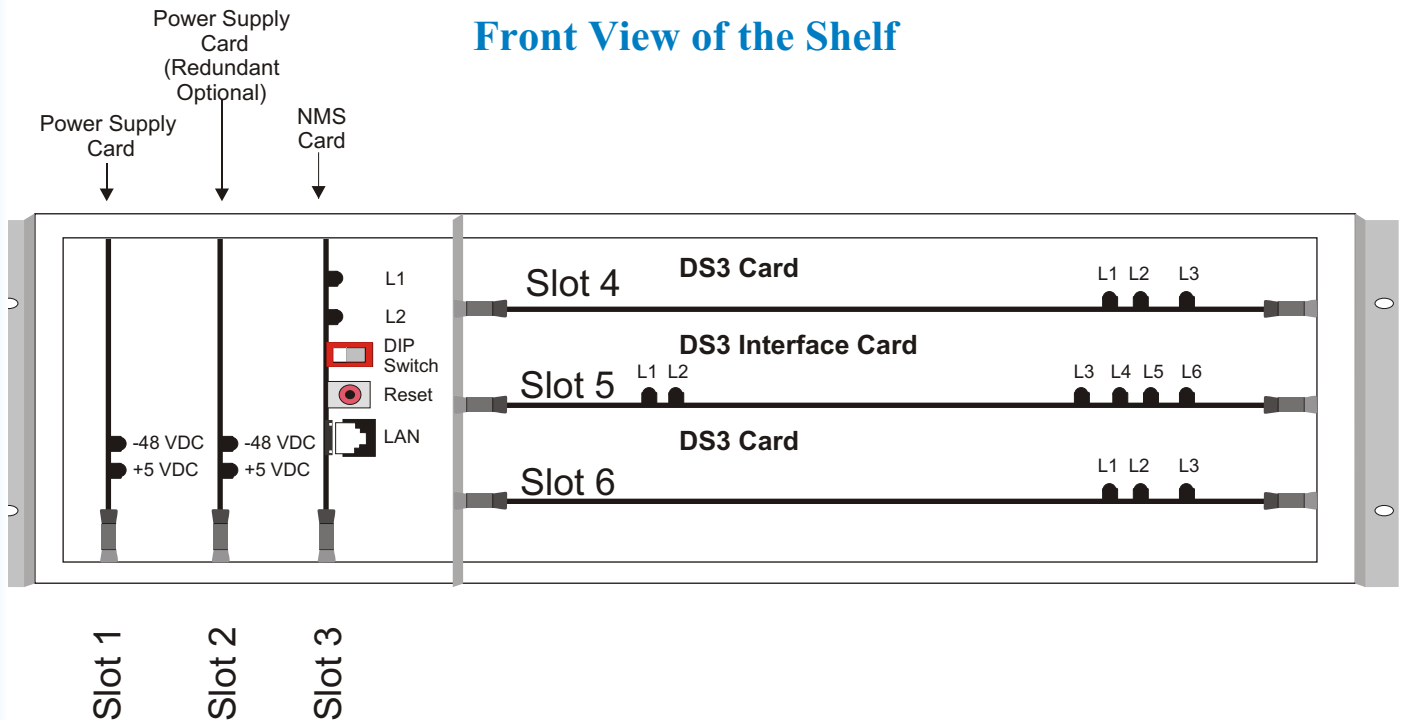 Front View of the Shelf
Power Supply
Card
(Redundant
Optional)
Power Supply
Card
NMS
Card
L1
L2
DIP
Switch
Reset
LAN
-48 VDC
+5 VDC
-48 VDC
+5 VDC
Slot 4
DS3 Card
L1 L2 L3
DS3 Interface Card
Slot 5
L1 L2 L3 L4 L5 L6
DS3 Card
Slot 6
L1 L2 L3
Slot 1
Slot 2
Slot 3